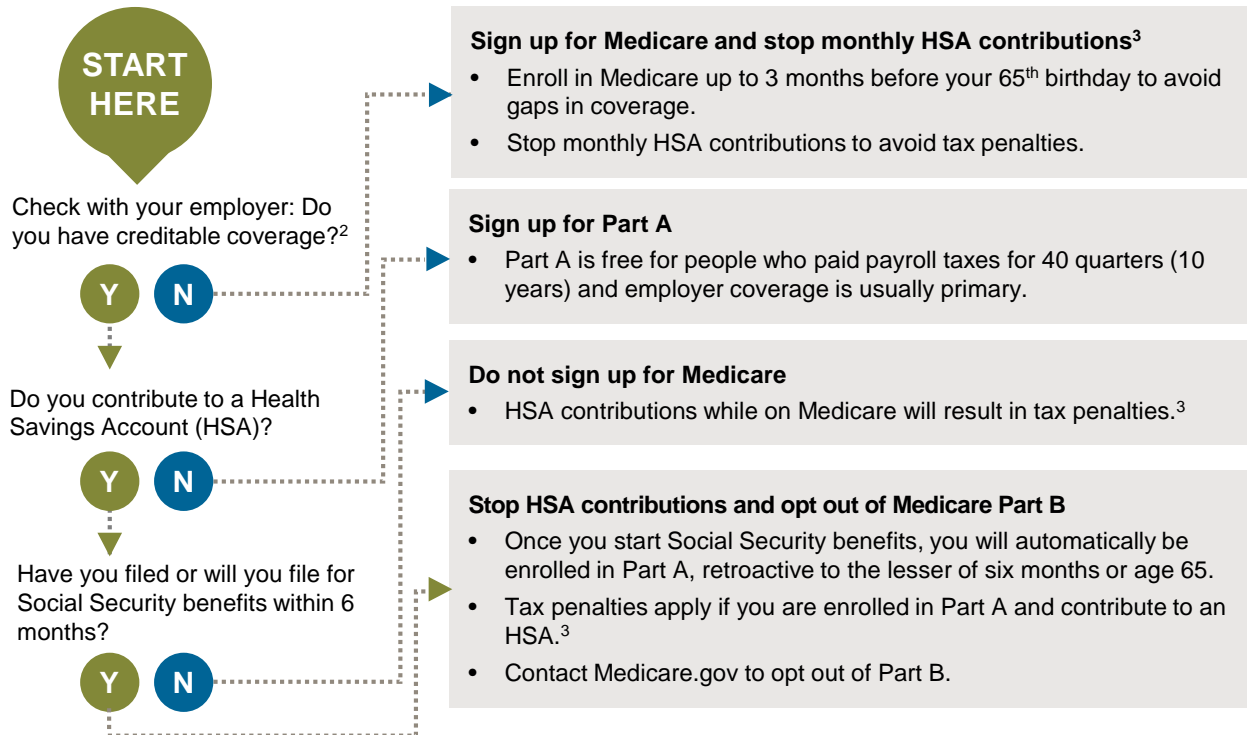 START
HERE
Check with your employer: Do
you have creditable coverage?2
Y N
Do you contribute to a Health
Savings Account (HSA)?
Y N
Have you filed or will you file for
Social Security benefits within 6
months?
Y N
Sign up for Medicare and stop monthly HSA contributions3
• Enroll in Medicare up to 3 months before your 65th birthday to avoid
gaps in coverage.
• Stop monthly HSA contributions to avoid tax penalties.
Sign up for Part A
• Part A is free for people who paid payroll taxes for 40 quarters (10
years) and employer coverage is usually primary.
Do not sign up for Medicare
• HSA contributions while on Medicare will result in tax penalties.3
Stop HSA contributions and opt out of Medicare Part B
• Once you start Social Security benefits, you will automatically be
enrolled in Part A, retroactive to the lesser of six months or age 65.
• Tax penalties apply if you are enrolled in Part A and contribute to an
HSA.3
• Contact Medicare.gov to opt out of Part B.